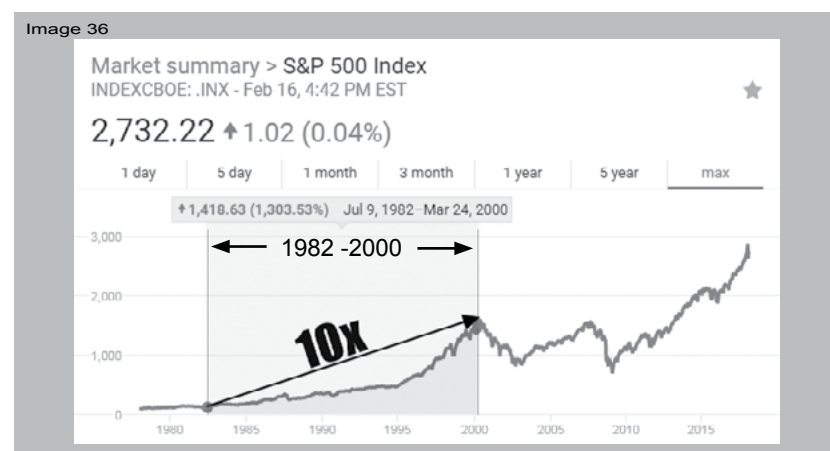 Image 36
Market summary > S&P 500 Index
INDEXCBOE: .INX - Feb 16, 4:42 PM EST
2,732.22 ↑ 1.02 (0.04%)
1 day 5 day 1 month 3 month 1 year 5 year max
↑1,418.63 (1,303.53%) Jul 9, 1982–Mar 24, 2000
3,000
1982 -2000
2,000
10x
1,000
0
1980 1985 1990 1995 2000 2005 2010 2015